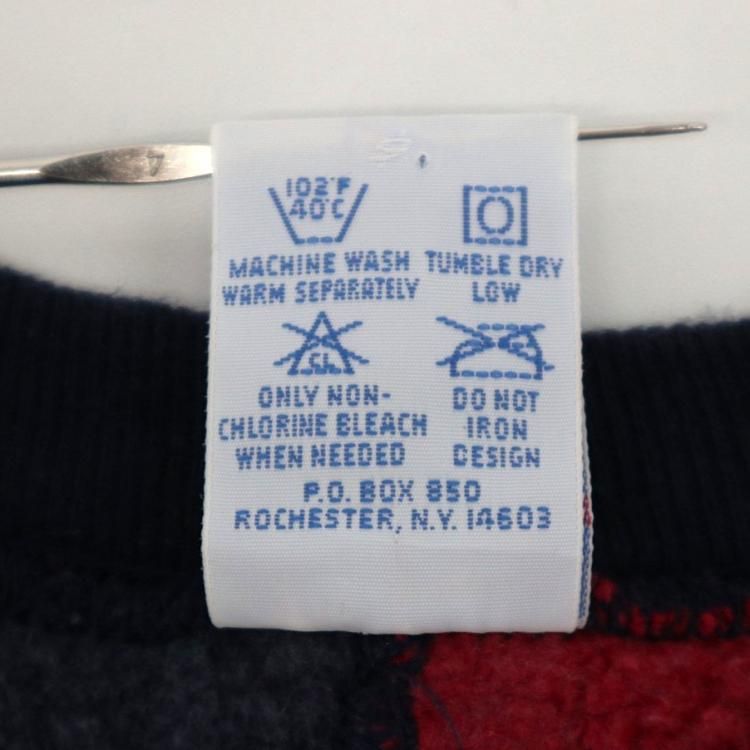 102°F
40°C
MACHINE WASH
WARM SEPARATELY
TUMBLE DRY
LOW
CL
ONLY NON-
CHLORINE BLEACH
WHEN NEEDED
DO NOT
IRON
DESIGN
P.O. BOX 850
ROCHESTER, N.Y. 14603